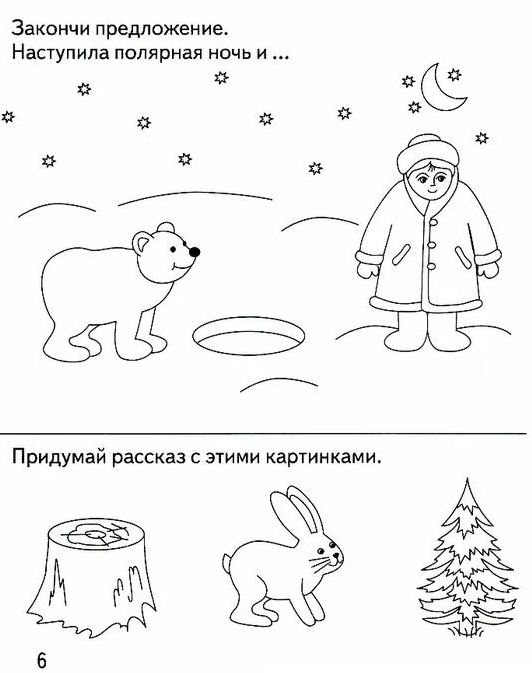 Закончи предложение.
Наступила полярная ночь и ...
Придумай рассказ с этими картинками.
6